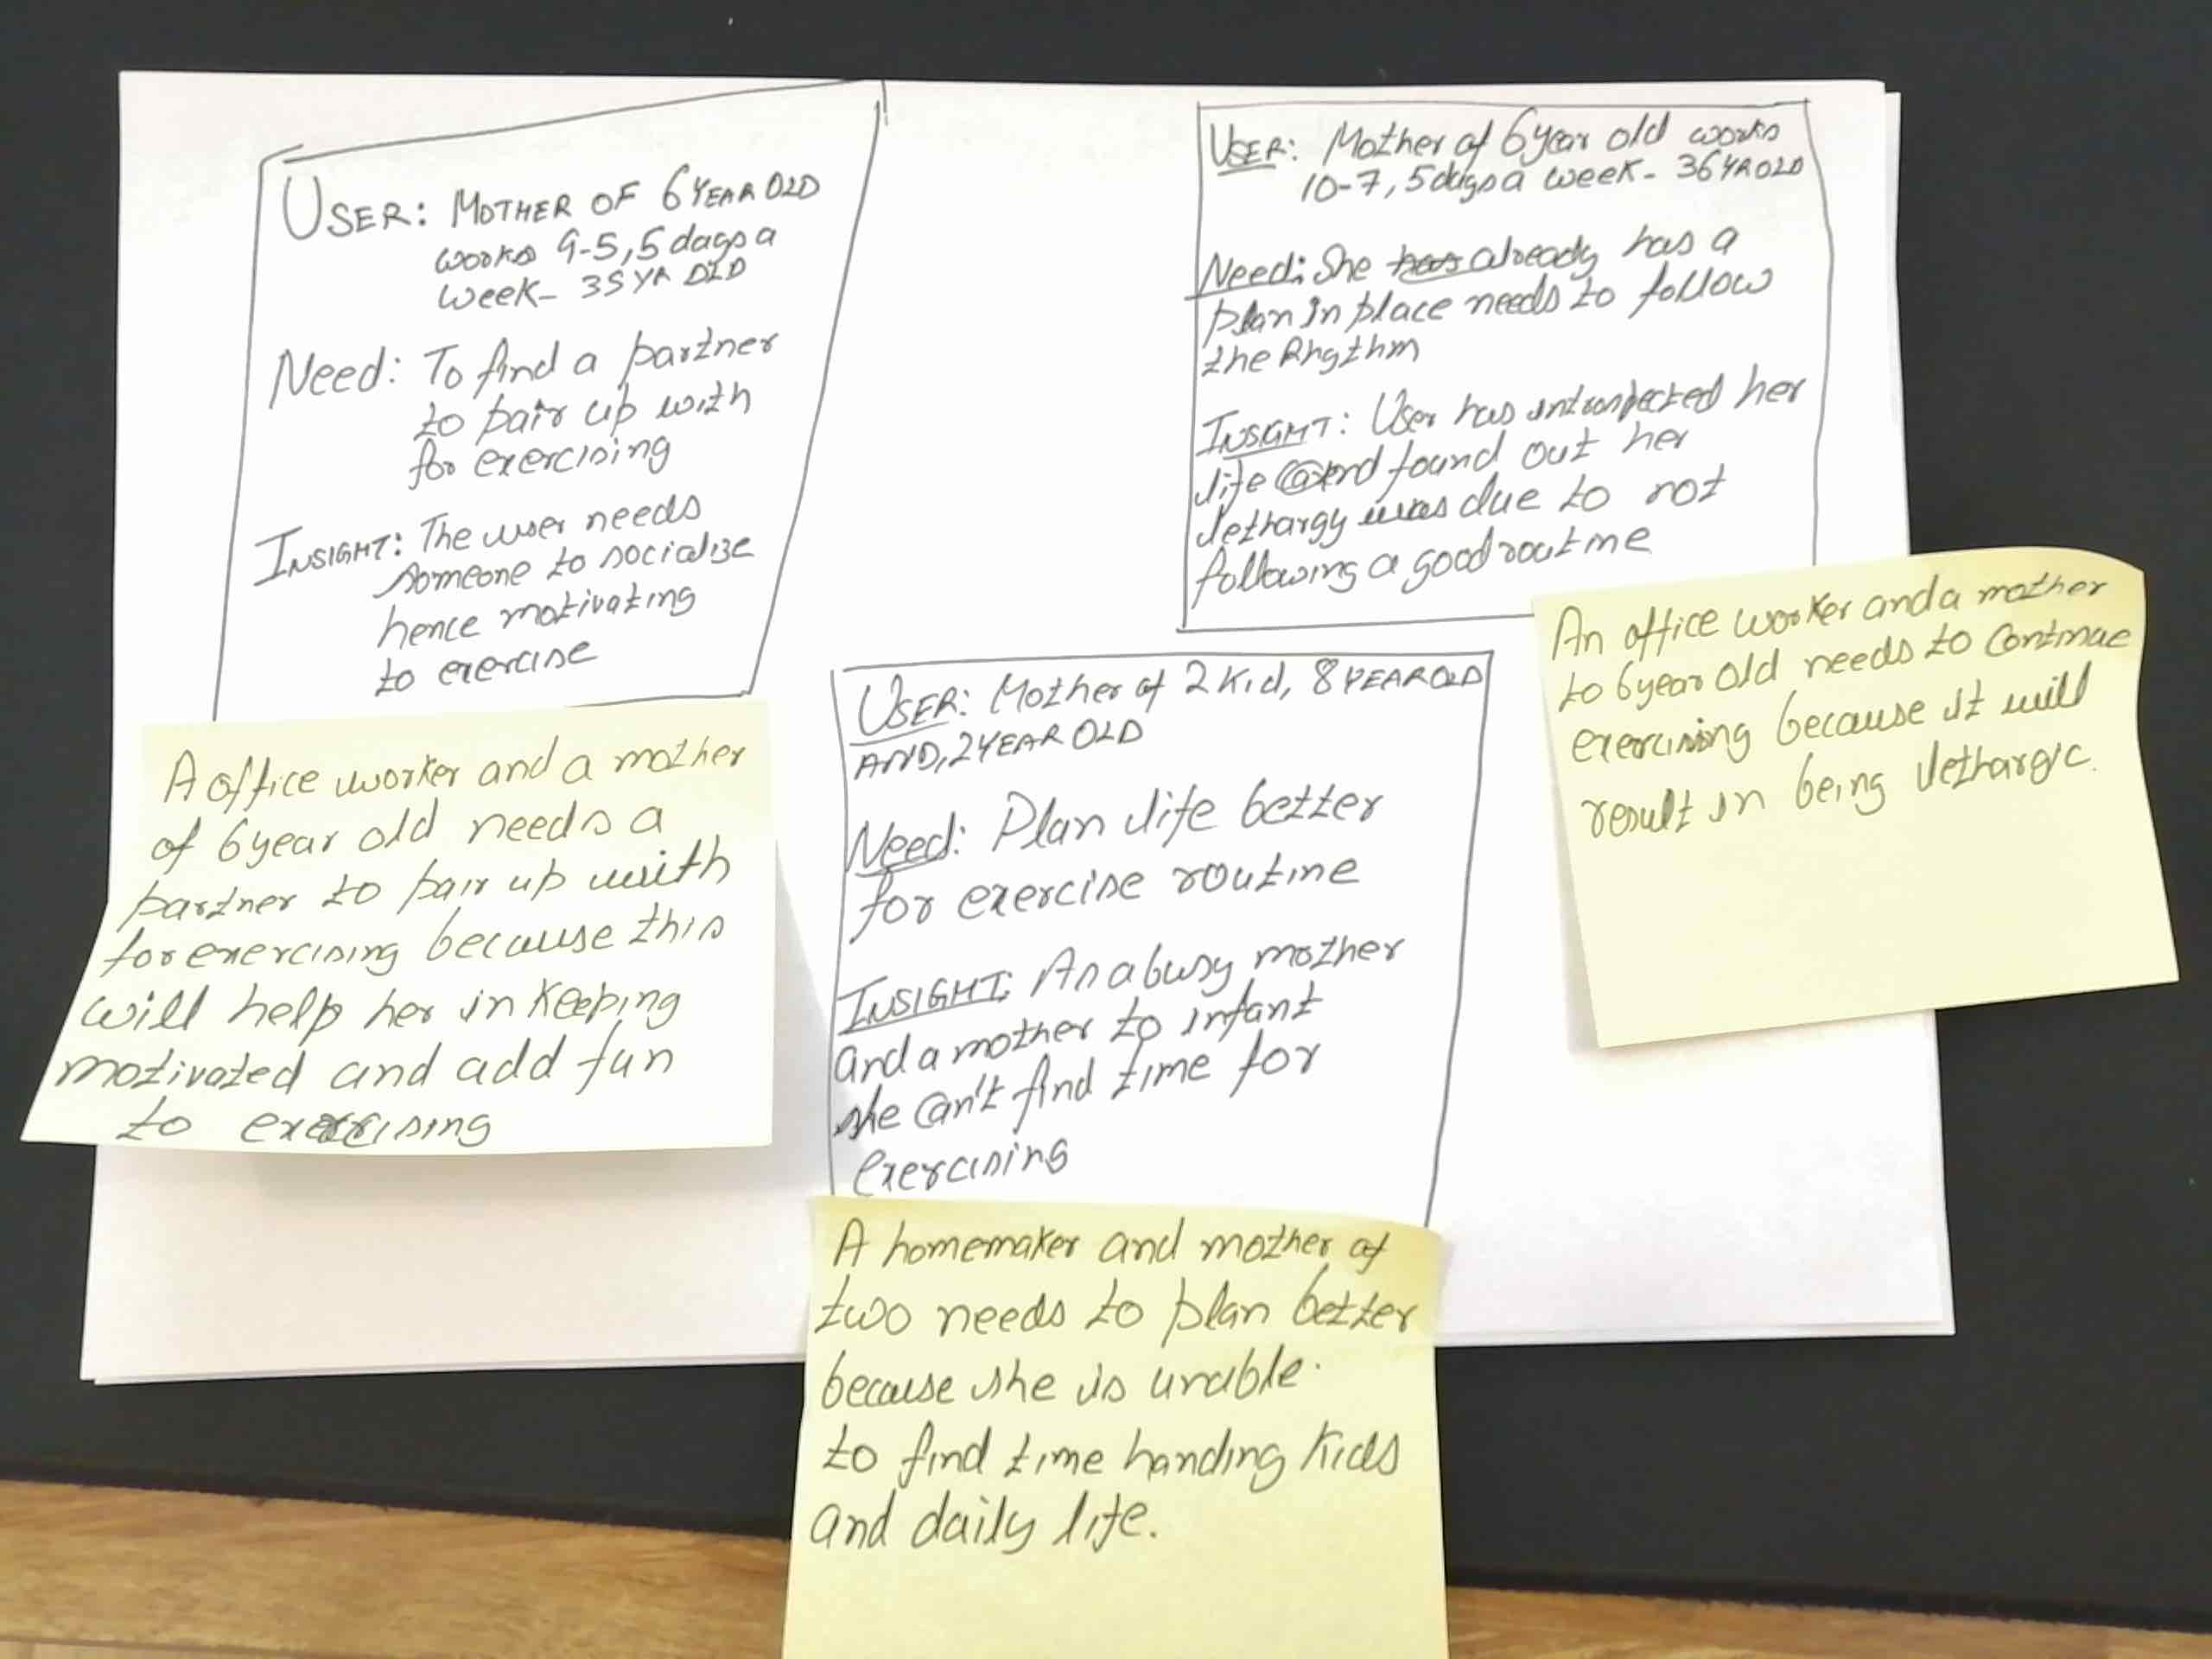 USER: MOTHER OF 6 YEAR OLD
works 9-5, 5 days a
week- 35 YR OLD
Need: To find a partner
to pair up with
for exercising
INSIGHT: The user needs
someone to socialize
hence motivating
to exercise
A office worker and a mother
of 6 year old needs a
partner to pair up with
for exercising because this
will help her in keeping
motivated and add fun
to exercising
USER: Mother of 6 year old works
10-7, 5 days a week- 36 YR OLD
Need: She has already has a
plan in place needs to follow
the Rhythm
INSIGHT: User has introspected her
life and found out her
lethargy was due to not
following a good routine
An office worker and a mother
to 6 year old needs to continue
exercising because it will
result in being lethargic.
USER: Mother of 2 Kid, 8 YEAR OLD
AND, 2 YEAR OLD
Need: Plan life better
for exercise routine
INSIGHT: As a busy mother
and a mother to infant
she can't find time for
exercising
A homemaker and mother of
two needs to plan better
because she is unable
to find time handing kids
and daily life.